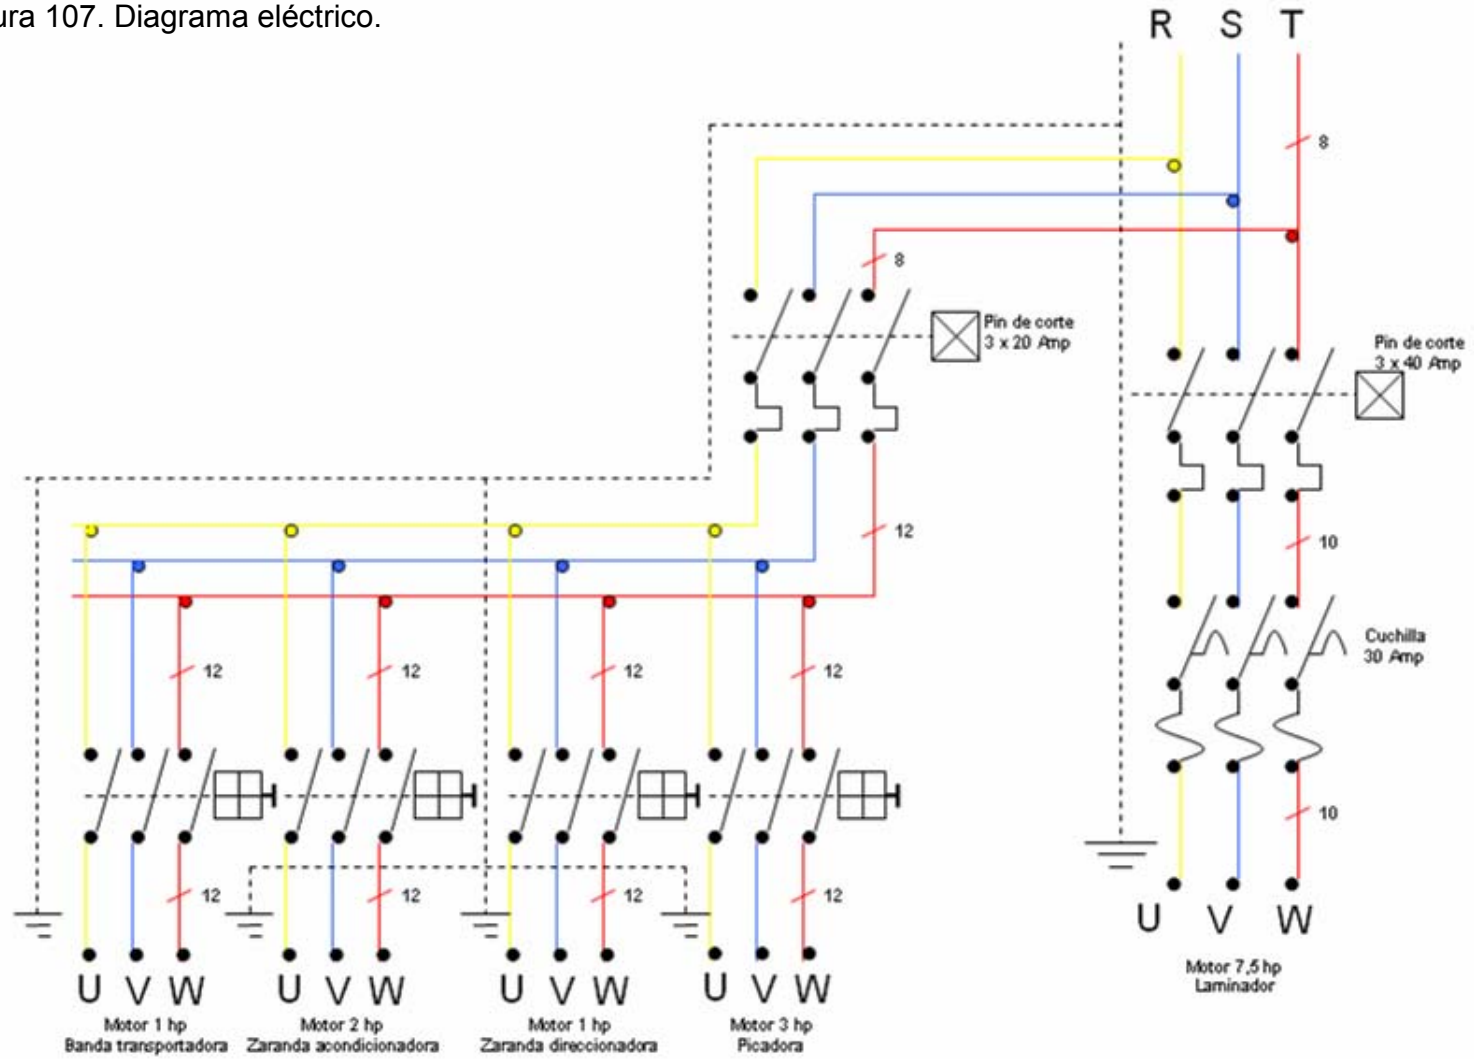 ura 107. Diagrama eléctrico.
R S T
8
8
Pin de corte
3 x 20 Amp
Pin de corte
3 x 40 Amp
12
10
Cuchilla
30 Amp
12 12 12 12
10
12 12 12 12
U V W
Motor 7,5 hp
Laminador
U V W U V W U V W U V W
Motor 1 hp
Banda transportadora
Motor 2 hp
Zaranda acondicionadora
Motor 1 hp
Zaranda direccionadora
Motor 3 hp
Picadora